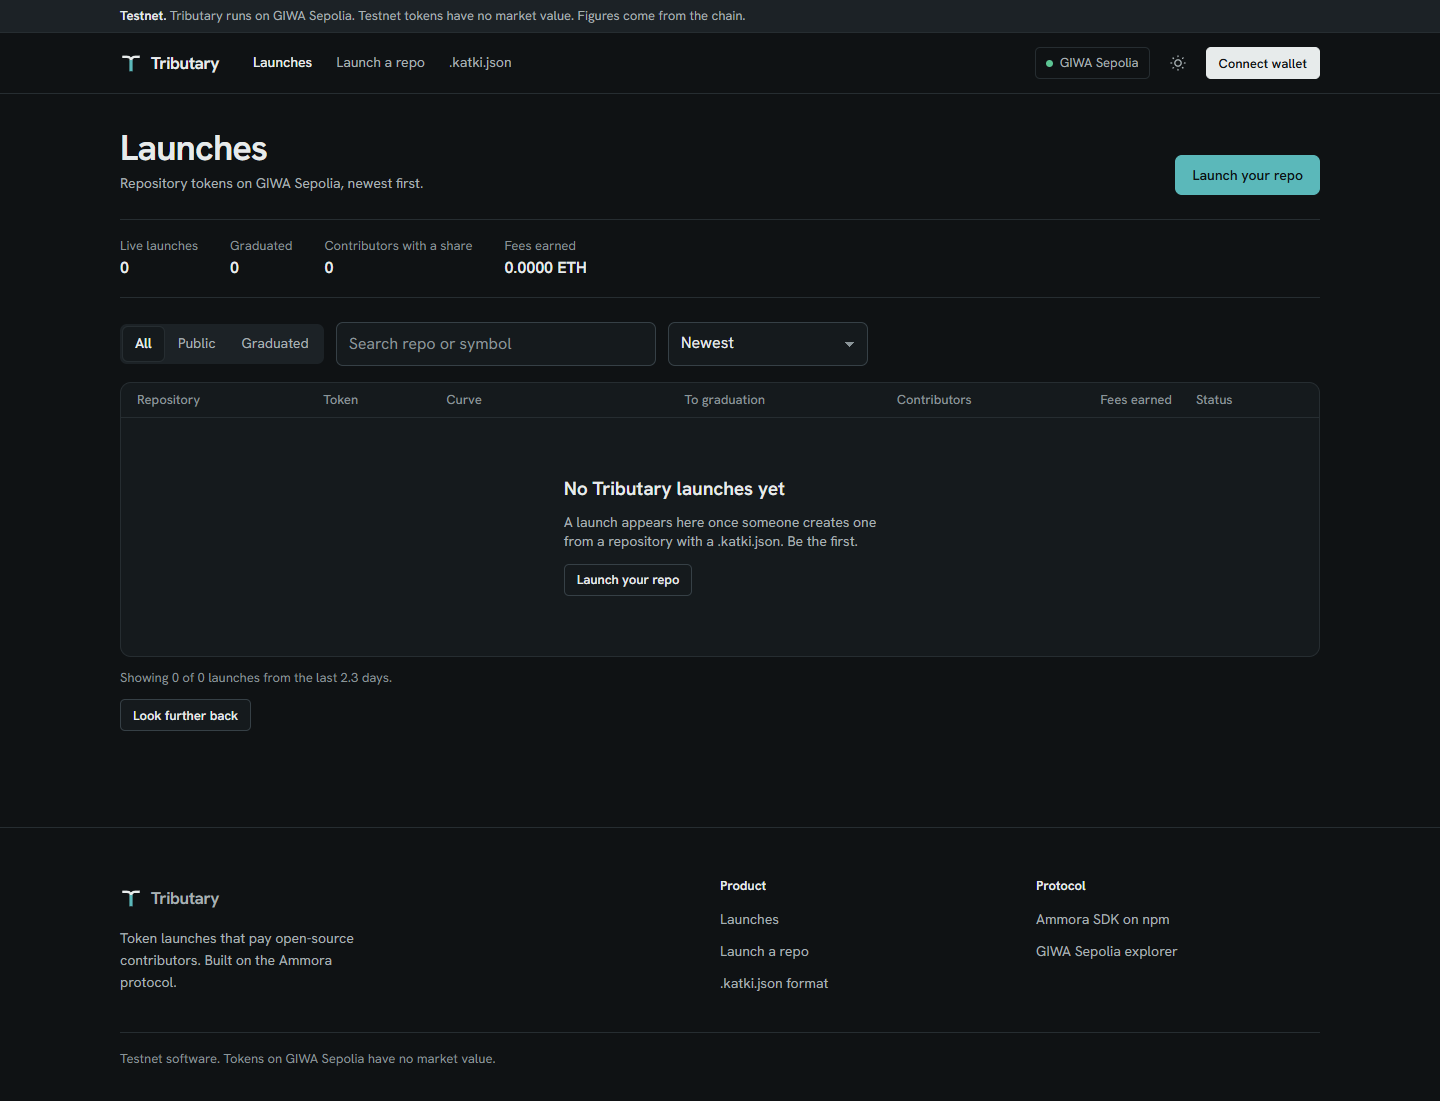 Testnet. Tributary runs on GIWA Sepolia. Testnet tokens have no market value. Figures come from the chain.
Tributary Launches Launch a repo .katki.json GIWA Sepolia Connect wallet
Launches
Repository tokens on GIWA Sepolia, newest first.
Launch your repo
Live launches Graduated Contributors with a share Fees earned
0 0 0 0.0000 ETH
All Public Graduated Search repo or symbol Newest
Repository Token Curve To graduation Contributors Fees earned Status
No Tributary launches yet
A launch appears here once someone creates one
from a repository with a .katki.json. Be the first.
Launch your repo
Showing 0 of 0 launches from the last 2.3 days.
Look further back
Tributary
Token launches that pay open-source
contributors. Built on the Ammora
protocol.
Product
Launches
Launch a repo
.katki.json format
Protocol
Ammora SDK on npm
GIWA Sepolia explorer
Testnet software. Tokens on GIWA Sepolia have no market value.